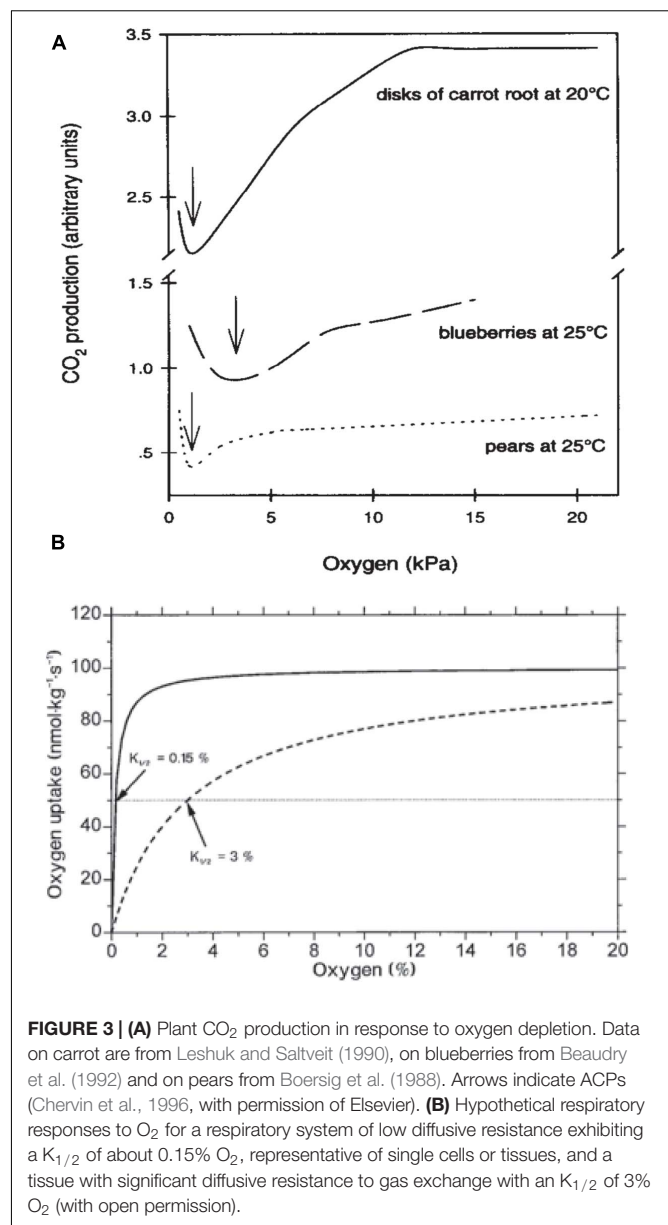 A
3.5
3.0
2.5
1.5
1.0
.5
CO₂ production (arbitrary units)
disks of carrot root at 20°C
blueberries at 25°C
pears at 25°C
0 5 10 15 20
Oxygen (kPa)
B
120
100
80
60
40
20
0
Oxygen uptake (nmol·kg⁻¹·s⁻¹)
K₁/₂ = 0.15 %
K₁/₂ = 3 %
0 2 4 6 8 10 12 14 16 18 20
Oxygen (%)
FIGURE 3 | (A) Plant CO₂ production in response to oxygen depletion. Data
on carrot are from Leshuk and Saltveit (1990), on blueberries from Beaudry
et al. (1992) and on pears from Boersig et al. (1988). Arrows indicate ACPs
(Chervin et al., 1996, with permission of Elsevier). (B) Hypothetical respiratory
responses to O₂ for a respiratory system of low diffusive resistance exhibiting
a K₁/₂ of about 0.15% O₂, representative of single cells or tissues, and a
tissue with significant diffusive resistance to gas exchange with an K₁/₂ of 3%
O₂ (with open permission).